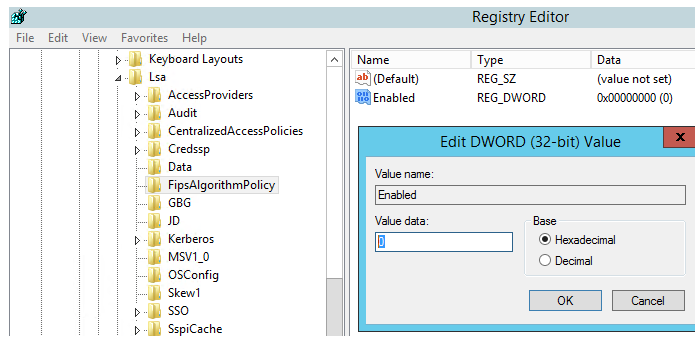 Registry Editor
File Edit View Favorites Help
Keyboard Layouts
Lsa
AccessProviders
Audit
CentralizedAccessPolicies
Credssp
Data
FipsAlgorithmPolicy
GBG
JD
Kerberos
MSV1_0
OSConfig
Skew1
SSO
SspiCache
Name Type Data
ab (Default) REG_SZ (value not set)
Enabled REG_DWORD 0x00000000 (0)
Edit DWORD (32-bit) Value
x
Value name:
Enabled
Value data:
0
Base
Hexadecimal
Decimal
OK Cancel